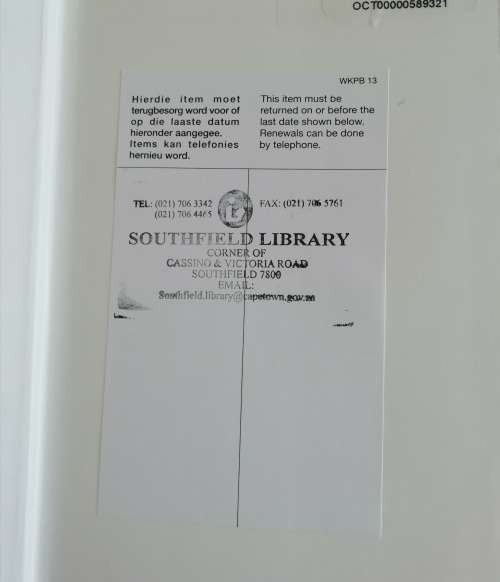 OCT00000589321
WKPB 13
Hierdie item moet
terugbesorg word voor of
op die laaste datum
hieronder aangegee.
Items kan telefonies
hernieu word.
This item must be
returned on or before the
last date shown below.
Renewals can be done
by telephone.
TEL: (021) 706 3342
(021) 706 4465
FAX: (021) 706 5761
SOUTHFIELD LIBRARY
CORNER OF
CASSINO & VICTORIA ROAD
SOUTHFIELD 7800
EMAIL:
Southfield.library@capetown.gov.za